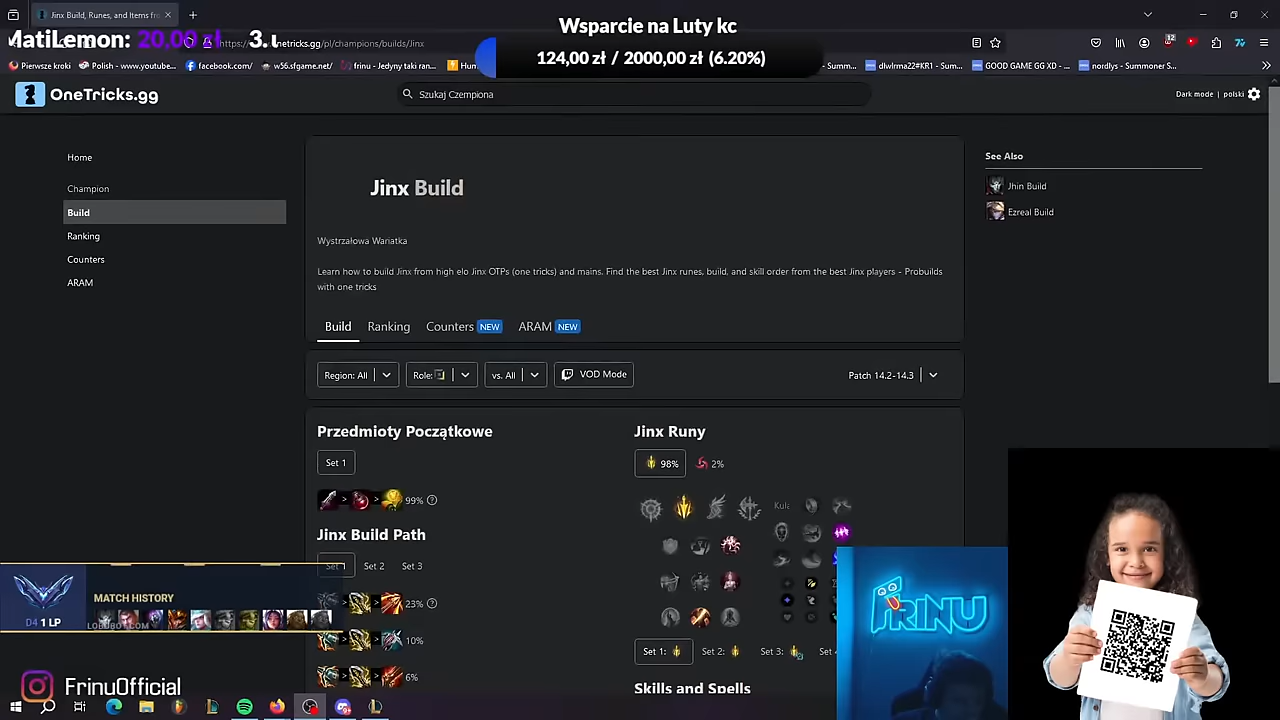 Jinx Build, Runes, and Items fr
MatiLemon: 20,00 zł
3.
Wsparcie na Luty kc
124,00 zł / 2000,00 zł (6.20%)
netricks.gg/pl/champions/builds/Jinx
Pierwsze kroki
Polish - www.youtube...
facebook.com/
w56.sfgame.net/
frinu - Jedyny taki ran...
Hun
- Summ...
dlwlrma22#KR1 - Sum...
GOOD GAME GG XD - ...
nordlys - Summoner S...
OneTricks.gg
Szukaj Czempiona
Dark mode | polski
Home
Champion
Build
Ranking
Counters
ARAM
Jinx Build
Wystrzałowa Wariatka
Learn how to build Jinx from high elo Jinx OTPs (one tricks) and mains. Find the best Jinx runes, build, and skill order from the best Jinx players - Probuilds
with one tricks
Build
Ranking
Counters NEW
ARAM NEW
See Also
Jhin Build
Ezreal Build
Region: All
Role:
vs. All
VOD Mode
Patch 14.2-14.3
Przedmioty Początkowe
Set 1
99%
Jinx Build Path
Set 2
Set 3
23%
10%
6%
Jinx Runy
98%
2%
Kula
Set 1:
Set 2:
Set 3:
Skills and Spells
MATCH HISTORY
D4 1 LP
FRINU
FrinuOfficial